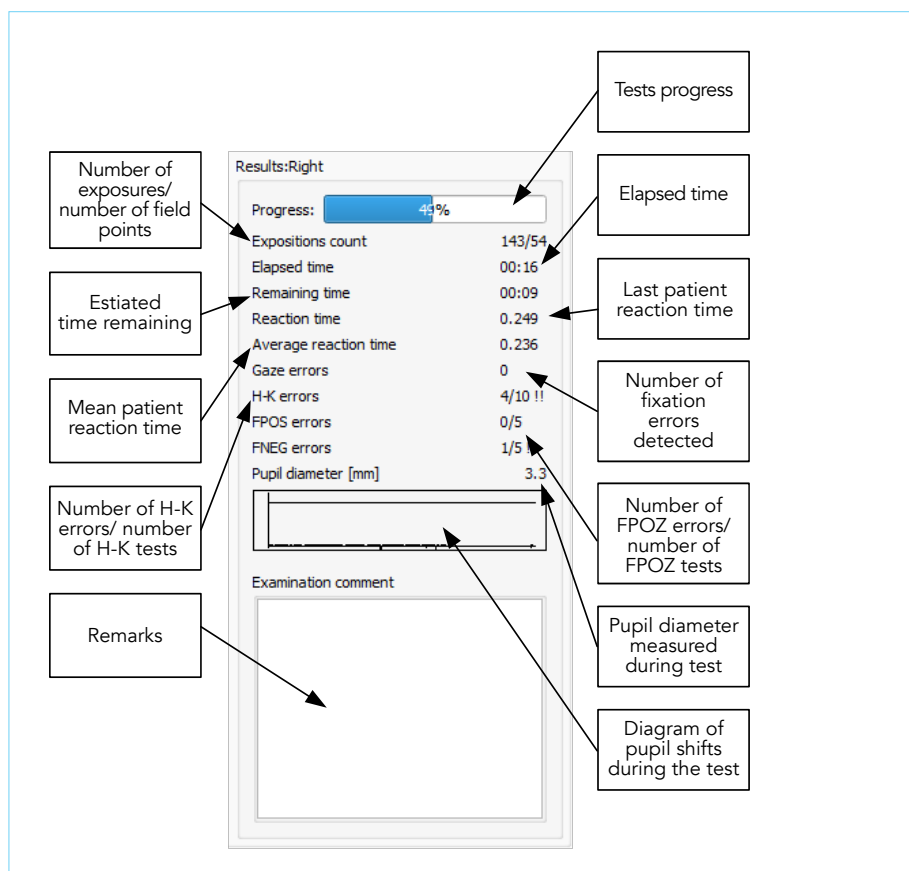 Tests progress
Number of
exposures/
number of field
points
Results:Right
Elapsed time
Progress: 49%
Expositions count 143/54
Elapsed time 00:16
Remaining time 00:09
Reaction time 0.249
Average reaction time 0.236
Gaze errors 0
H-K errors 4/10 !!
FPOS errors 0/5
FNEG errors 1/5 !
Pupil diameter [mm] 3.3
Examination comment
Estiated
time remaining
Last patient
reaction time
Mean patient
reaction time
Number of
fixation
errors
detected
Number of H-K
errors/ number
of H-K tests
Number of
FPOZ errors/
number of
FPOZ tests
Remarks
Pupil diameter
measured
during test
Diagram of
pupil shifts
during the test